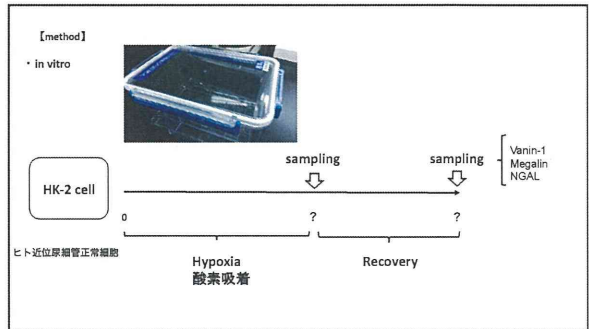 【method】
・in vitro
sampling
sampling
Vanin-1
Megalin
NGAL
HK-2 cell
0
?
?
ヒト近位尿細管正常細胞
Hypoxia
酸素吸着
Recovery